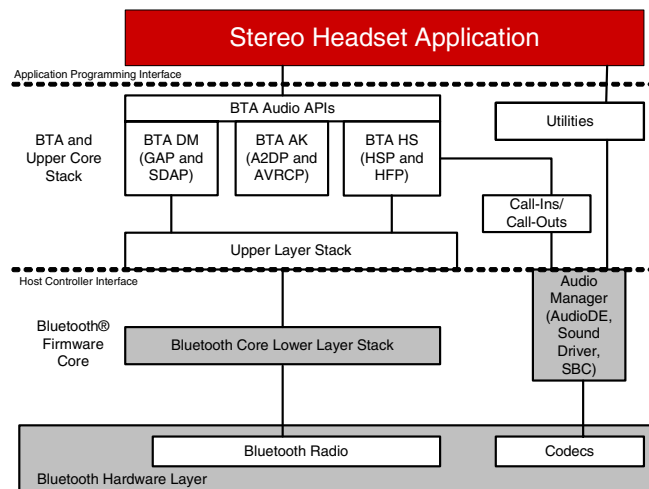 Stereo Headset Application
Application Programming Interface
BTA Audio APIs
BTA and
Upper Core
Stack
BTA DM
(GAP and
SDAP)
BTA AK
(A2DP and
AVRCP)
BTA HS
(HSP and
HFP)
Utilities
Call-Ins/
Call-Outs
Upper Layer Stack
Host Controller Interface
Bluetooth®
Firmware
Core
Bluetooth Core Lower Layer Stack
Audio
Manager
(AudioDE,
Sound
Driver,
SBC)
Bluetooth Radio
Codecs
Bluetooth Hardware Layer